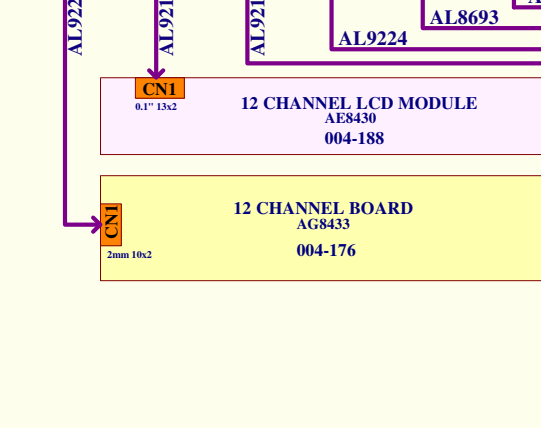 AL8693
AL9224
CN1
0.1" 13x2
12 CHANNEL LCD MODULE
AE8430
004-188
CN1
2mm 10x2
12 CHANNEL BOARD
AG8433
004-176